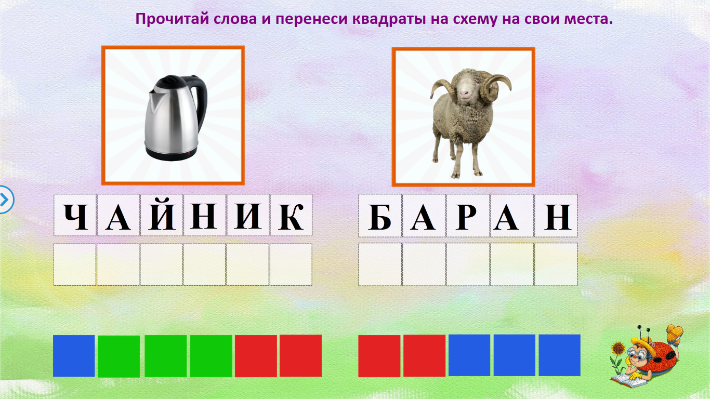 Прочитай слова и перенеси квадраты на схему на свои места.
ЧАЙНИК
БАРАН